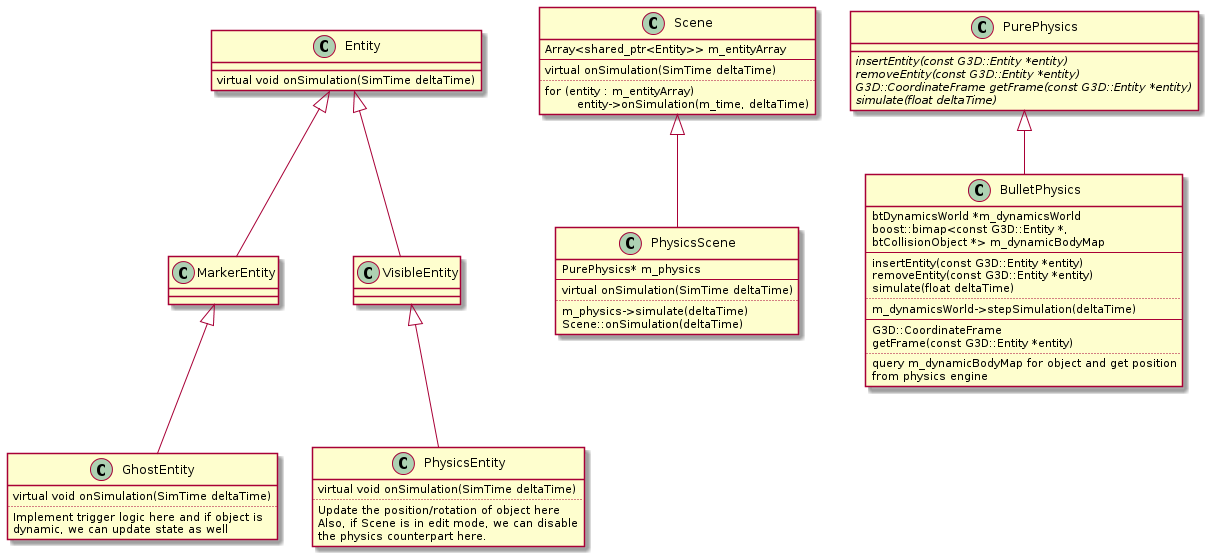 C Entity
virtual void onSimulation(SimTime deltaTime)
C Scene
Array<shared_ptr<Entity>> m_entityArray
virtual onSimulation(SimTime deltaTime)
for (entity : m_entityArray)
entity->onSimulation(m_time, deltaTime)
C PurePhysics
insertEntity(const G3D::Entity *entity)
removeEntity(const G3D::Entity *entity)
G3D::CoordinateFrame getFrame(const G3D::Entity *entity)
simulate(float deltaTime)
C MarkerEntity
C VisibleEntity
C PhysicsScene
PurePhysics* m_physics
virtual onSimulation(SimTime deltaTime)
m_physics->simulate(deltaTime)
Scene::onSimulation(deltaTime)
C BulletPhysics
btDynamicsWorld *m_dynamicsWorld
boost::bimap<const G3D::Entity *,
btCollisionObject *> m_dynamicBodyMap
insertEntity(const G3D::Entity *entity)
removeEntity(const G3D::Entity *entity)
simulate(float deltaTime)
m_dynamicsWorld->stepSimulation(deltaTime)
G3D::CoordinateFrame
getFrame(const G3D::Entity *entity)
query m_dynamicBodyMap for object and get position
from physics engine
C GhostEntity
virtual void onSimulation(SimTime deltaTime)
Implement trigger logic here and if object is
dynamic, we can update state as well
C PhysicsEntity
virtual void onSimulation(SimTime deltaTime)
Update the position/rotation of object here
Also, if Scene is in edit mode, we can disable
the physics counterpart here.